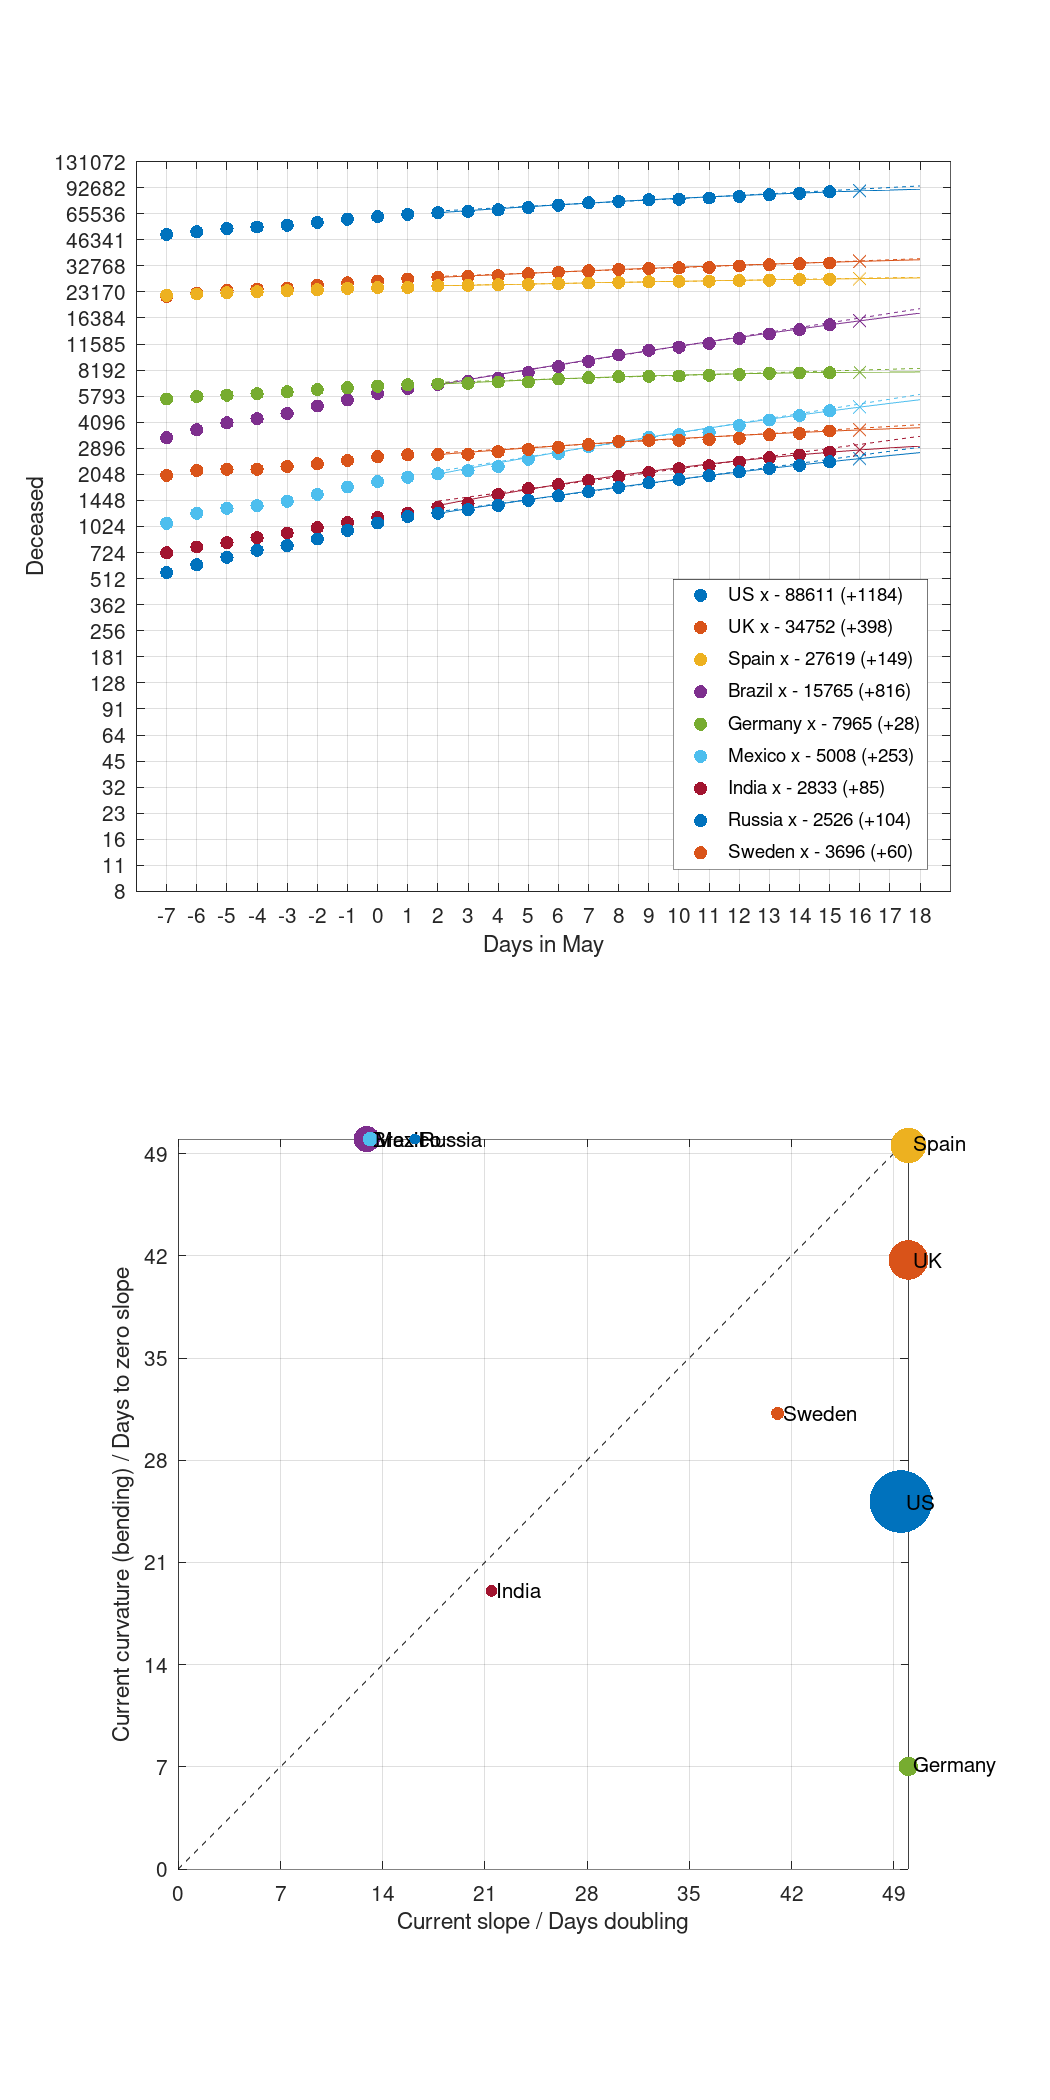 131072
92682
65536
46341
32768
23170
16384
11585
8192
5793
4096
2896
2048
1448
1024
724
512
362
256
181
128
91
64
45
32
23
16
11
8
Deceased
US x - 88611 (+1184)
UK x - 34752 (+398)
Spain x - 27619 (+149)
Brazil x - 15765 (+816)
Germany x - 7965 (+28)
Mexico x - 5008 (+253)
India x - 2833 (+85)
Russia x - 2526 (+104)
Sweden x - 3696 (+60)
-7 -6 -5 -4 -3 -2 -1 0 1 2 3 4 5 6 7 8 9 10 11 12 13 14 15 16 17 18
Days in May
Brazil
Mexico
Russia
Spain
UK
Sweden
US
India
Germany
49
42
35
28
21
14
7
0
Current curvature (bending) / Days to zero slope
0 7 14 21 28 35 42 49
Current slope / Days doubling